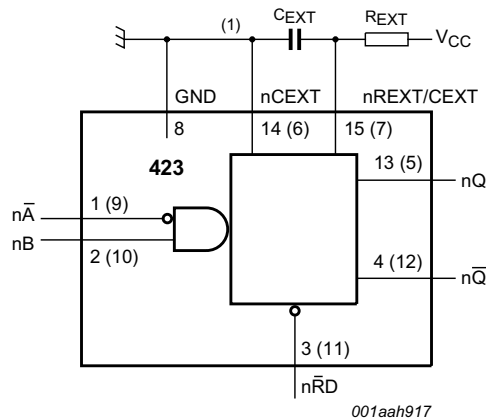 (1) CEXT REXT
VCC
GND nCEXT nREXT/CEXT
8 14 (6) 15 (7)
423 13 (5)
nQ
nA̅ 1 (9)
nB
2 (10)
4 (12)
nQ̅
3 (11)
nR̅D
001aah917